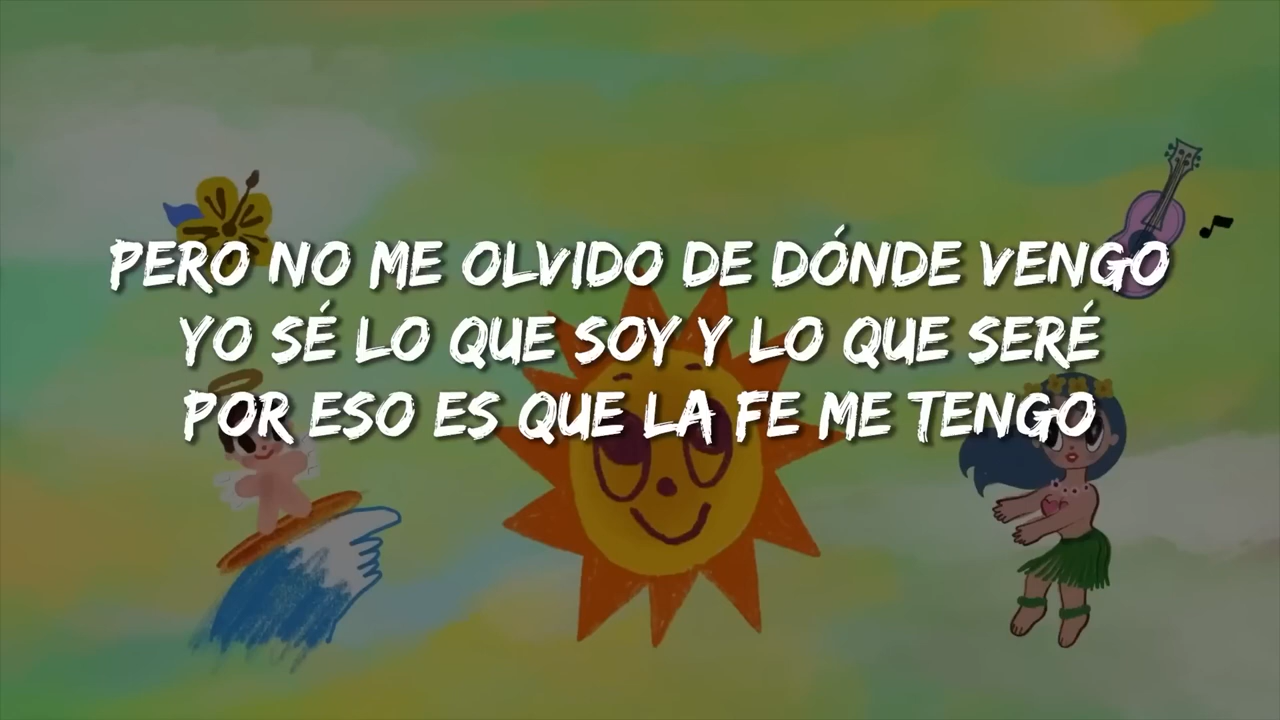 PERO NO ME OLVIDO DE DÓNDE VENGO
YO SÉ LO QUE SOY Y LO QUE SERÉ
POR ESO ES QUE LA FE ME TENGO